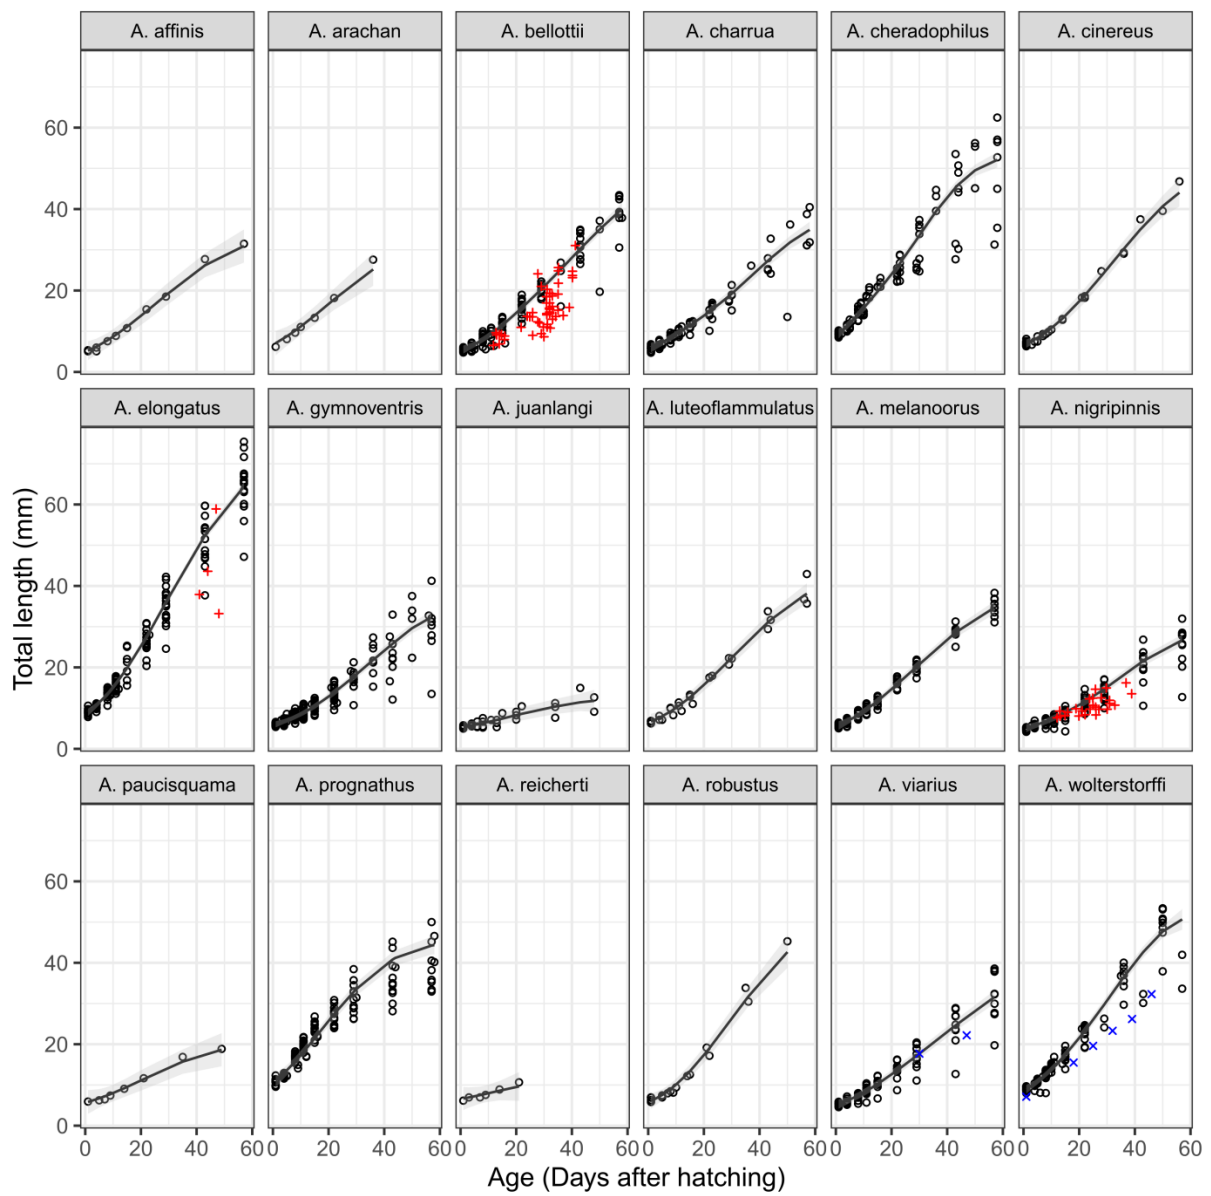 A. affinis A. arachan A. bellottii A. charrua A. cheradophilus A. cinereus
60
40
20
0
A. elongatus A. gymnoventris A. juanlangi A. luteoflammulatus A. melanoorus A. nigripinnis
Total length (mm)
60
40
20
0
A. paucisquama A. prognathus A. reicherti A. robustus A. viarius A. wolterstorffi
60
40
20
0
0 20 40 60 0 20 40 60 0 20 40 60 0 20 40 60 0 20 40 60 0 20 40 60
Age (Days after hatching)